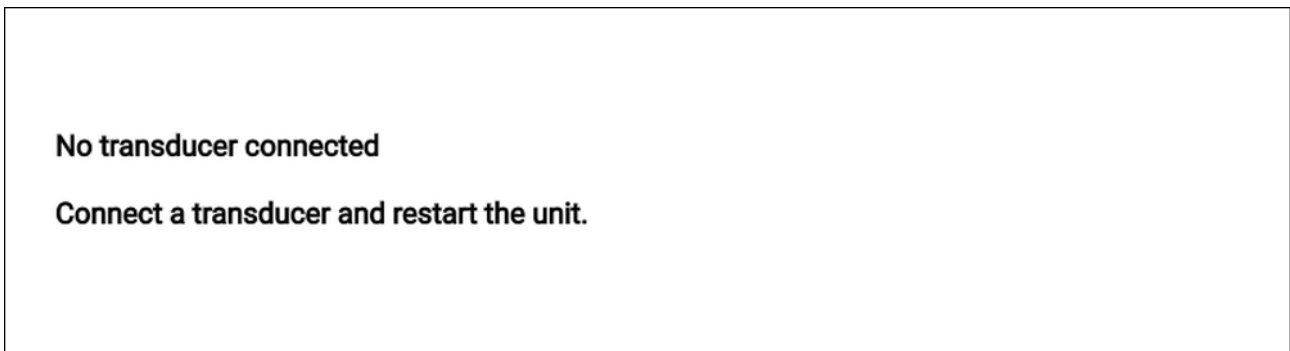 No transducer connected
Connect a transducer and restart the unit.